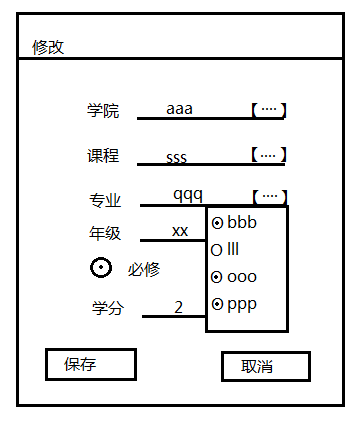 修改
学院 aaa 【 ···· 】
课程 sss 【 ···· 】
专业 qqq 【 ···· 】
bbb
年级 xx
lll
必修
ooo
学分 2
ppp
保存 取消